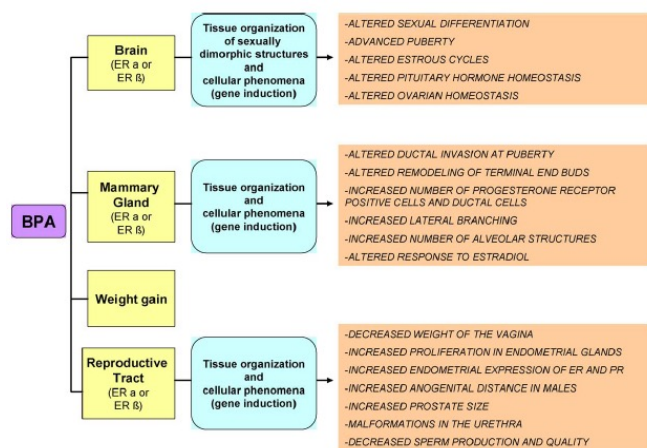 BPA
Brain
(ER a or
ER ß)
Tissue organization
of sexually
dimorphic structures
and
cellular phenomena
(gene induction)
-ALTERED SEXUAL DIFFERENTIATION
-ADVANCED PUBERTY
-ALTERED ESTROUS CYCLES
-ALTERED PITUITARY HORMONE HOMEOSTASIS
-ALTERED OVARIAN HOMEOSTASIS
Mammary
Gland
(ER a or
ER ß)
Tissue organization
and
cellular phenomena
(gene induction)
-ALTERED DUCTAL INVASION AT PUBERTY
-ALTERED REMODELING OF TERMINAL END BUDS
-INCREASED NUMBER OF PROGESTERONE RECEPTOR
POSITIVE CELLS AND DUCTAL CELLS
-INCREASED LATERAL BRANCHING
-INCREASED NUMBER OF ALVEOLAR STRUCTURES
-ALTERED RESPONSE TO ESTRADIOL
Weight gain
Reproductive
Tract
(ER a or
ER ß)
Tissue organization
and
cellular phenomena
(gene induction)
-DECREASED WEIGHT OF THE VAGINA
-INCREASED PROLIFERATION IN ENDOMETRIAL GLANDS
-INCREASED ENDOMETRIAL EXPRESSION OF ER AND PR
-INCREASED ANOGENITAL DISTANCE IN MALES
-INCREASED PROSTATE SIZE
-MALFORMATIONS IN THE URETHRA
-DECREASED SPERM PRODUCTION AND QUALITY